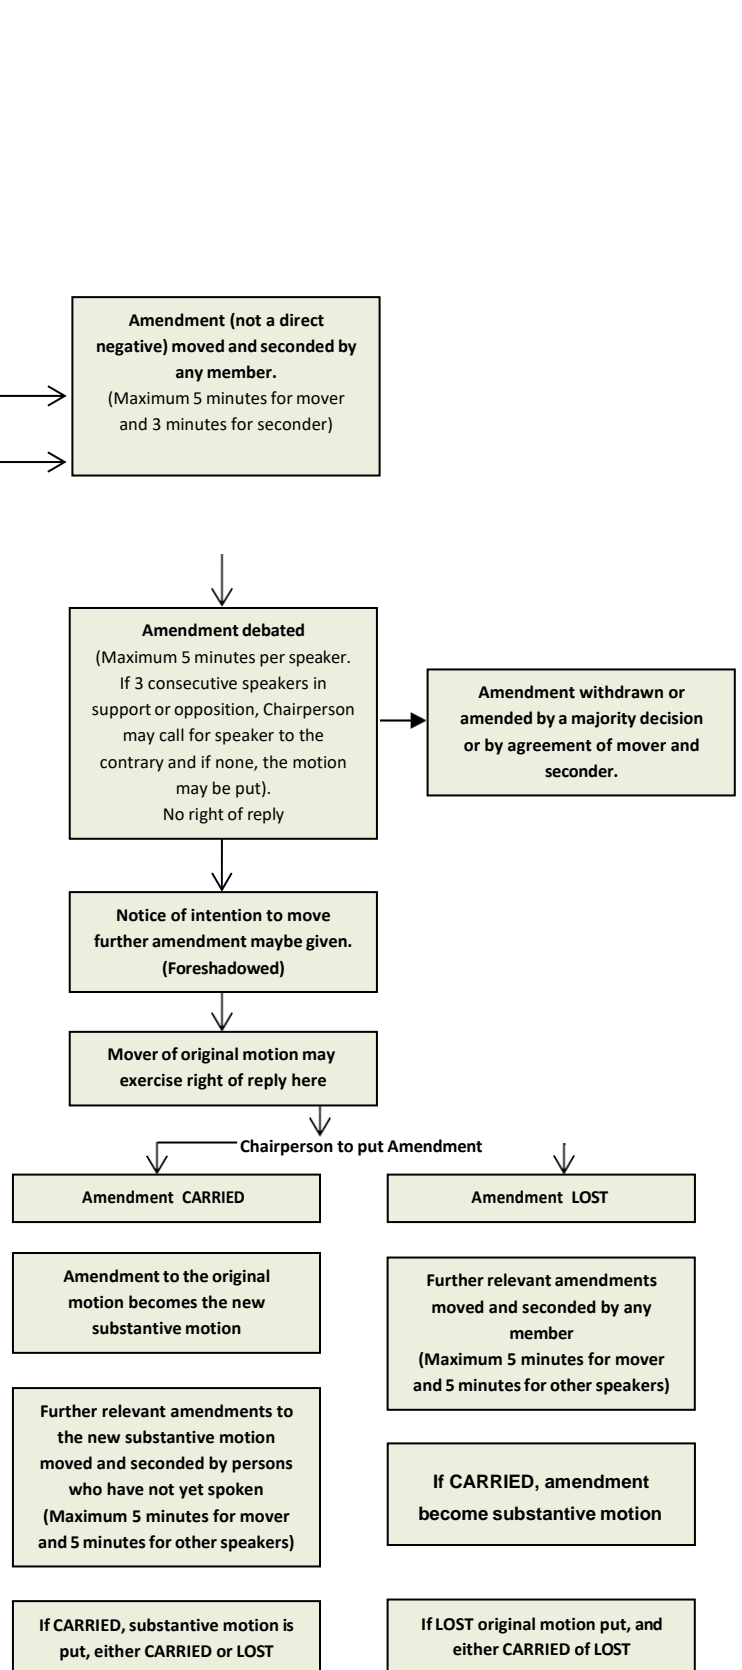 Amendment (not a direct
negative) moved and seconded by
any member.
(Maximum 5 minutes for mover
and 3 minutes for seconder)
Amendment debated
(Maximum 5 minutes per speaker.
If 3 consecutive speakers in
support or opposition, Chairperson
may call for speaker to the
contrary and if none, the motion
may be put).
No right of reply
Amendment withdrawn or
amended by a majority decision
or by agreement of mover and
seconder.
Notice of intention to move
further amendment maybe given.
(Foreshadowed)
Mover of original motion may
exercise right of reply here
Chairperson to put Amendment
Amendment CARRIED
Amendment to the original
motion becomes the new
substantive motion
Further relevant amendments to
the new substantive motion
moved and seconded by persons
who have not yet spoken
(Maximum 5 minutes for mover
and 5 minutes for other speakers)
If CARRIED, substantive motion is
put, either CARRIED or LOST
Amendment LOST
Further relevant amendments
moved and seconded by any
member
(Maximum 5 minutes for mover
and 5 minutes for other speakers)
If CARRIED, amendment
become substantive motion
If LOST original motion put, and
either CARRIED of LOST